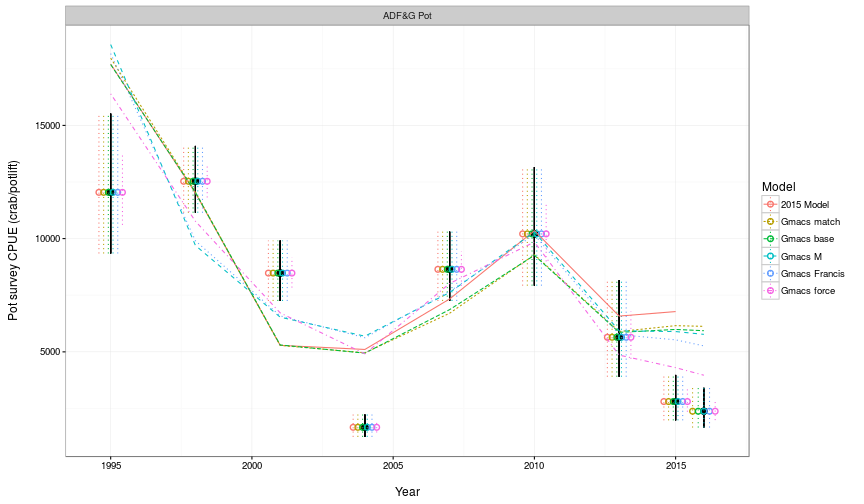 ADF&G Pot
Pot survey CPUE (crab/potlift)
15000
10000
5000
1995
2000
2005
2010
2015
Year
Model
2015 Model
Gmacs match
Gmacs base
Gmacs M
Gmacs Francis
Gmacs force